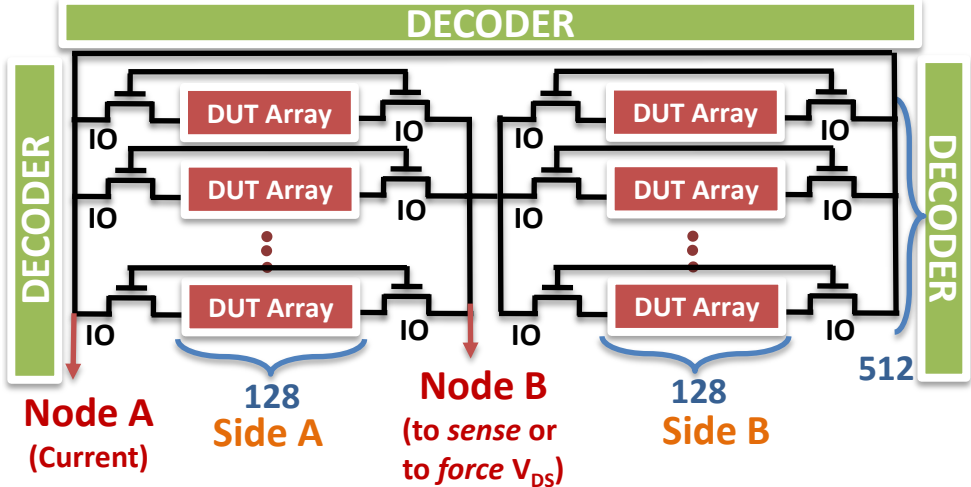 DECODER
DECODER
DECODER
DUT Array
DUT Array
IO
IO
IO
IO
DUT Array
DUT Array
IO
IO
IO
IO
DUT Array
DUT Array
IO
IO
IO
IO
128
128
512
Node A
(Current)
Side A
Node B
(to sense or
to force VDS)
Side B